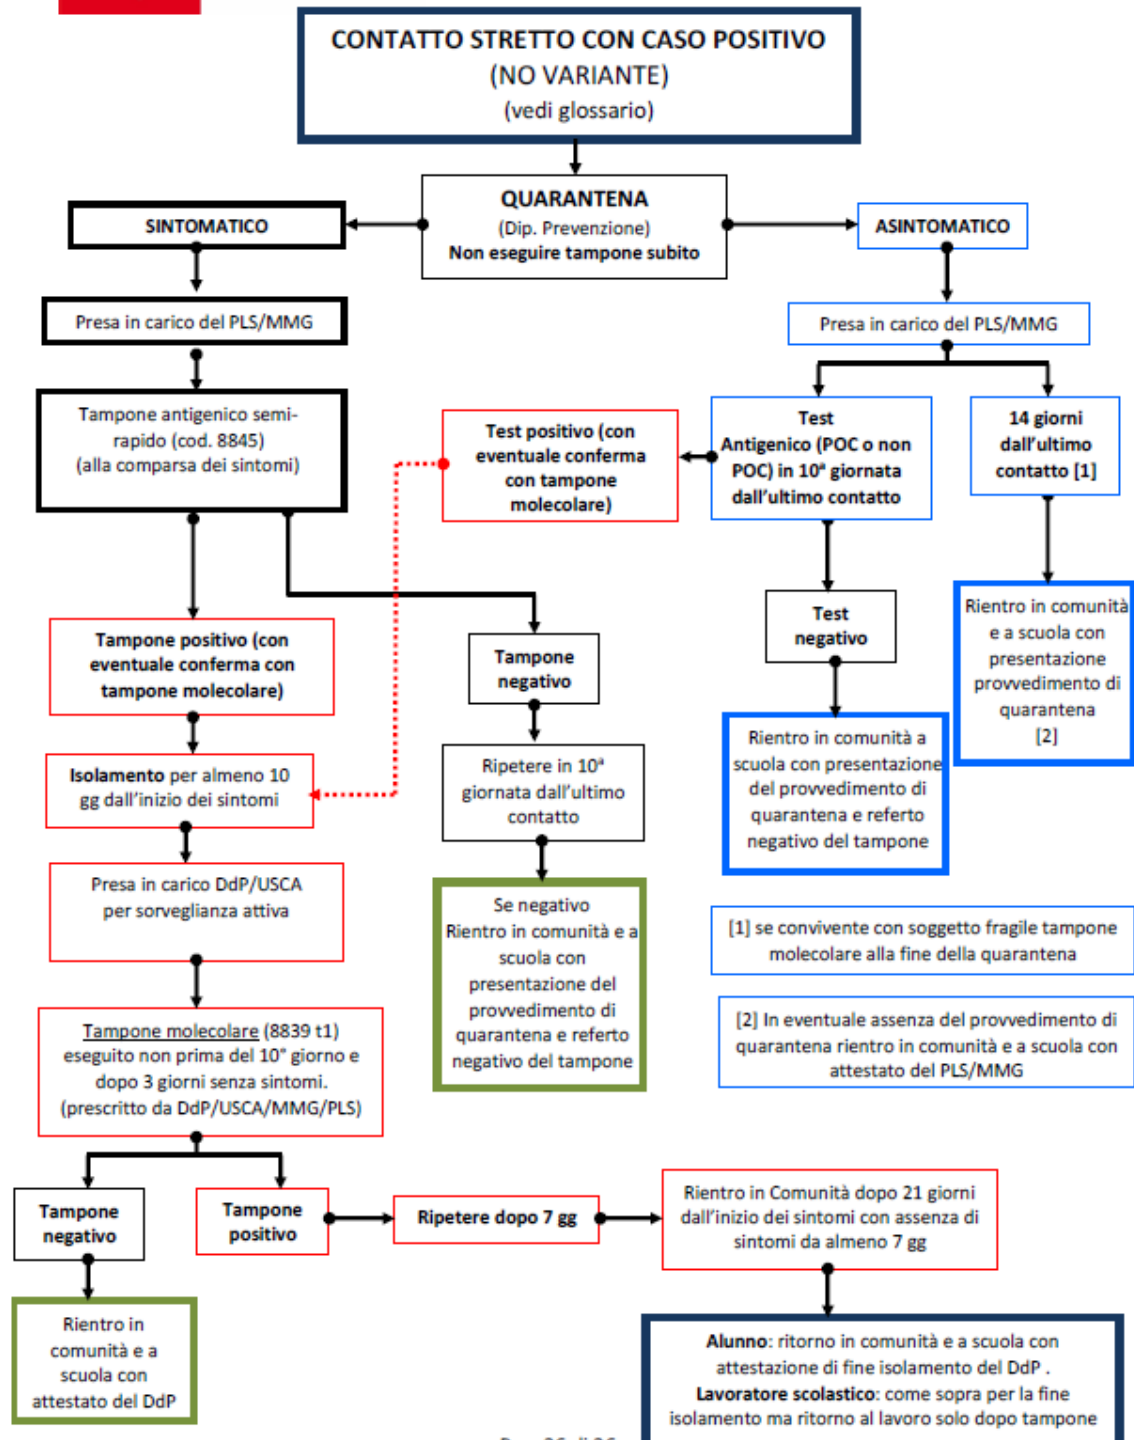 CONTATTO STRETTO CON CASO POSITIVO
(NO VARIANTE)
(vedi glossario)
QUARANTENA
(Dip. Prevenzione)
Non eseguire tampone subito
SINTOMATICO
ASINTOMATICO
Presa in carico del PLS/MMG
Presa in carico del PLS/MMG
Tampone antigenico semi-
rapido (cod. 8845)
(alla comparsa dei sintomi)
Test positivo (con
eventuale conferma
con tampone
molecolare)
Test
Antigenico (POC o non
POC) in 10ª giornata
dall'ultimo contatto
14 giorni
dall'ultimo
contatto [1]
Tampone positivo (con
eventuale conferma con
tampone molecolare)
Tampone
negativo
Test
negativo
Rientro in comunità
e a scuola con
presentazione
provvedimento di
quarantena
[2]
Isolamento per almeno 10
gg dall'inizio dei sintomi
Ripetere in 10ª
giornata dall'ultimo
contatto
Rientro in comunità a
scuola con presentazione
del provvedimento di
quarantena e referto
negativo del tampone
Presa in carico DdP/USCA
per sorveglianza attiva
Se negativo
Rientro in comunità e a
scuola con
presentazione del
provvedimento di
quarantena e referto
negativo del tampone
[1] se convivente con soggetto fragile tampone
molecolare alla fine della quarantena
[2] In eventuale assenza del provvedimento di
quarantena rientro in comunità e a scuola con
attestato del PLS/MMG
Tampone molecolare (8839 t1)
eseguito non prima del 10° giorno e
dopo 3 giorni senza sintomi.
(prescritto da DdP/USCA/MMG/PLS)
Tampone
negativo
Tampone
positivo
Ripetere dopo 7 gg
Rientro in Comunità dopo 21 giorni
dall'inizio dei sintomi con assenza di
sintomi da almeno 7 gg
Rientro in
comunità e a
scuola con
attestato del DdP
Alunno: ritorno in comunità e a scuola con
attestazione di fine isolamento del DdP .
Lavoratore scolastico: come sopra per la fine
isolamento ma ritorno al lavoro solo dopo tampone